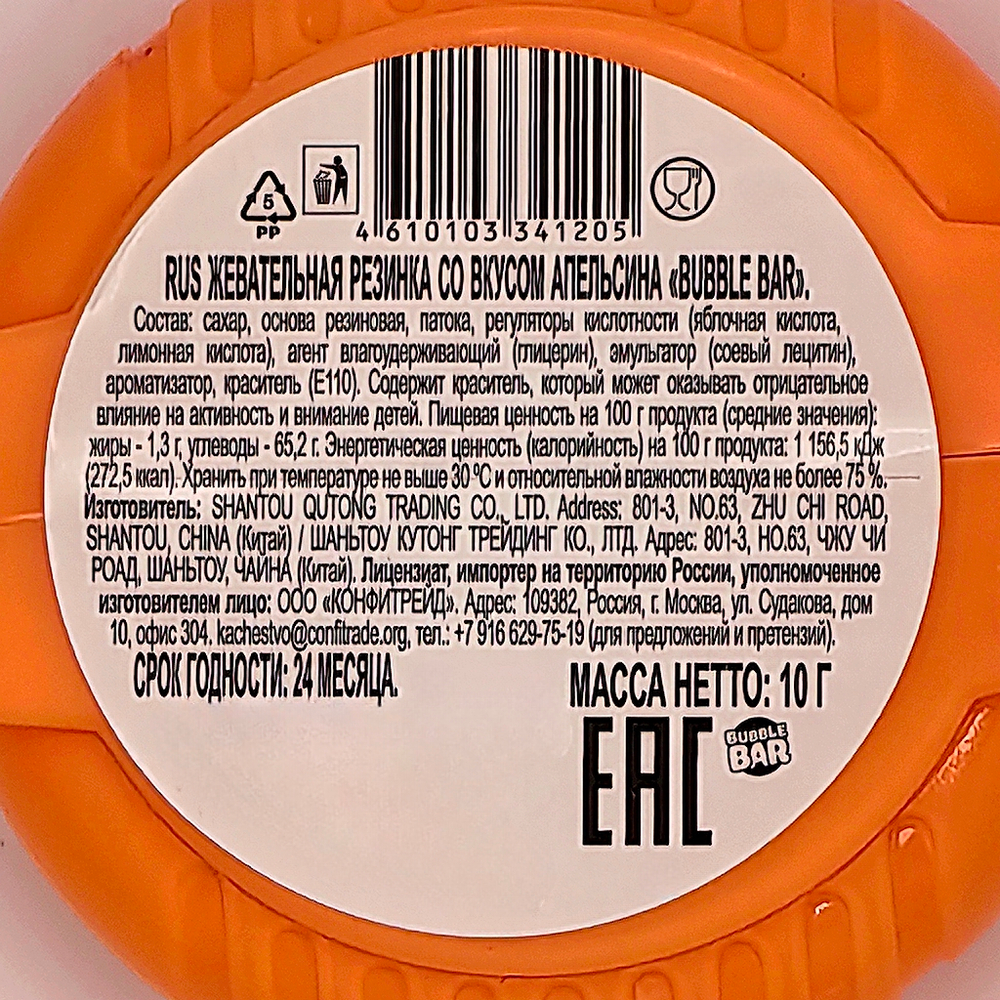 5
PP
4 610103 341205
RUS ЖЕВАТЕЛЬНАЯ РЕЗИНКА СО ВКУСОМ АПЕЛЬСИНА «BUBBLE BAR».
Состав: сахар, основа резиновая, патока, регуляторы кислотности (яблочная кислота,
лимонная кислота), агент влагоудерживающий (глицерин), эмульгатор (соевый лецитин),
ароматизатор, краситель (Е110). Содержит краситель, который может оказывать отрицательное
влияние на активность и внимание детей. Пищевая ценность на 100 г продукта (средние значения):
жиры - 1,3 г, углеводы - 65,2 г. Энергетическая ценность (калорийность) на 100 г продукта: 1 156,5 кДж
(272,5 ккал). Хранить при температуре не выше 30 °С и относительной влажности воздуха не более 75 %.
Изготовитель: SHANTOU QUTONG TRADING CO., LTD. Address: 801-3, NO.63, ZHU CHI ROAD,
SHANTOU, CHINA (Китай) / ШАНЬТОУ КУТОНГ ТРЕЙДИНГ КО., ЛТД. Адрес: 801-3, НО.63, ЧЖУ ЧИ
РОАД, ШАНЬТОУ, ЧАЙНА (Китай). Лицензиат, импортер на территорию России, уполномоченное
изготовителем лицо: ООО «КОНФИТРЕЙД». Адрес: 109382, Россия, г. Москва, ул. Судакова, дом
10, офис 304. kachestvo@confitrade.org, тел.: +7 916 629-75-19 (для предложений и претензий).
СРОК ГОДНОСТИ: 24 МЕСЯЦА.
МАССА НЕТТО: 10 Г
ЕАС
BUBBLE
BAR